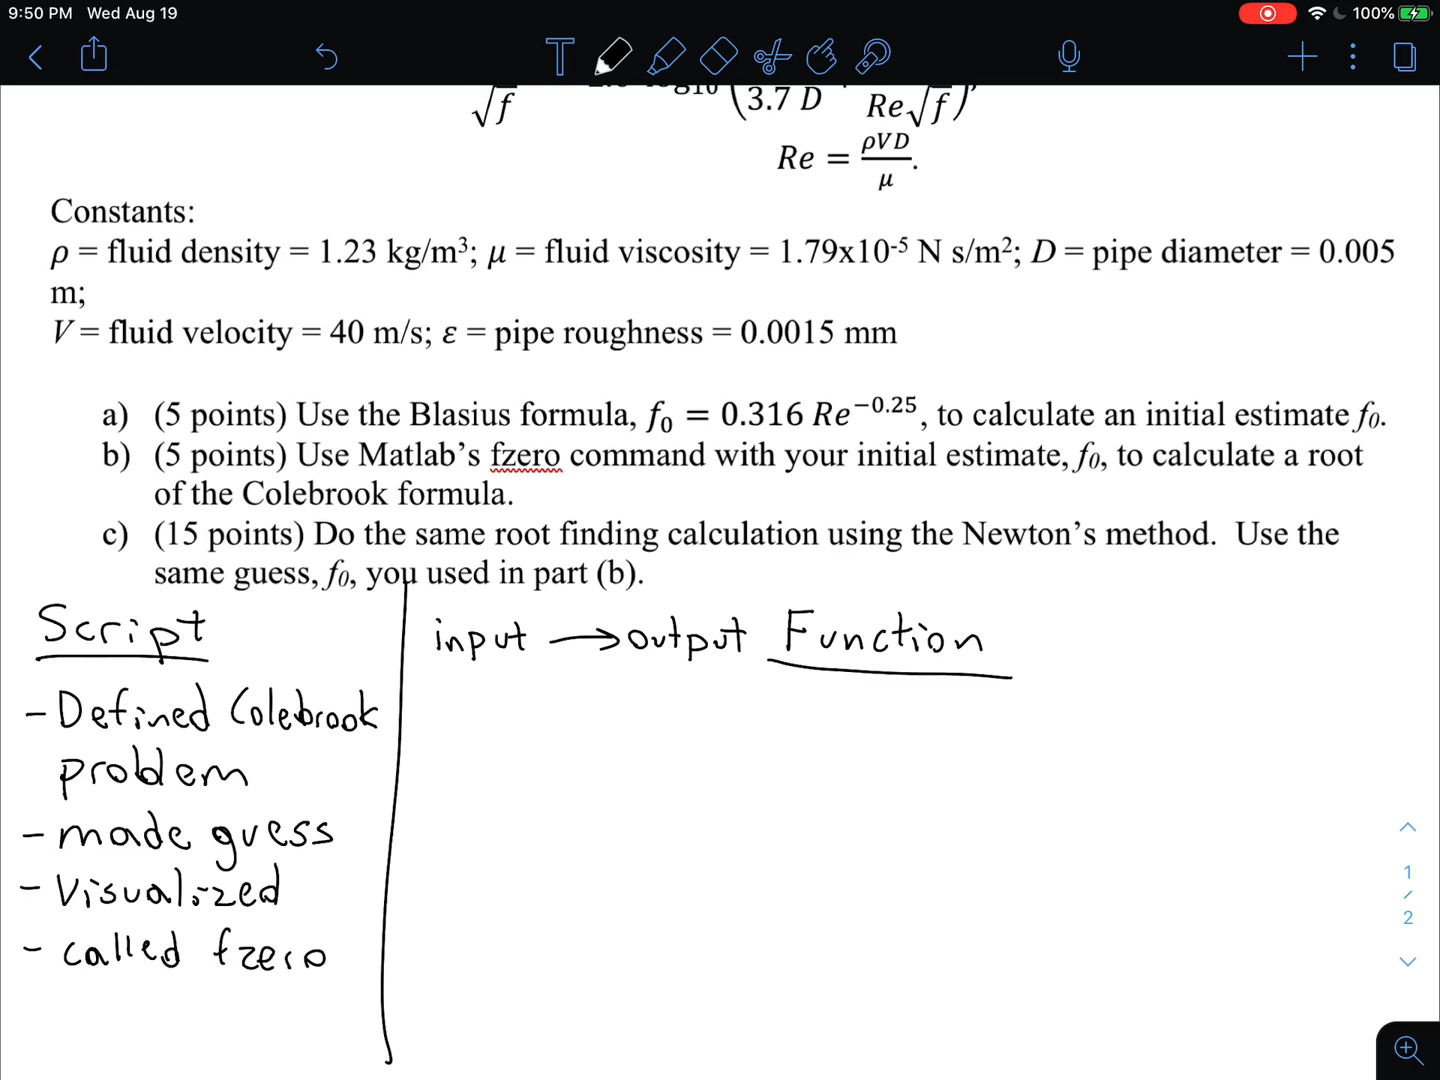 9:50 PM Wed Aug 19 100%
√f (3.7 D Re√f)
Re = ρVD/μ.
Constants:
ρ = fluid density = 1.23 kg/m³; μ = fluid viscosity = 1.79x10⁻⁵ N s/m²; D = pipe diameter = 0.005
m;
V = fluid velocity = 40 m/s; ε = pipe roughness = 0.0015 mm
a) (5 points) Use the Blasius formula, f₀ = 0.316 Re⁻⁰·²⁵, to calculate an initial estimate f₀.
b) (5 points) Use Matlab’s fzero command with your initial estimate, f₀, to calculate a root
of the Colebrook formula.
c) (15 points) Do the same root finding calculation using the Newton’s method. Use the
same guess, f₀, you used in part (b).
Script
- Defined Colebrook
problem
- made guess
- Visualized
- called fzero
input → output Function
1
/
2